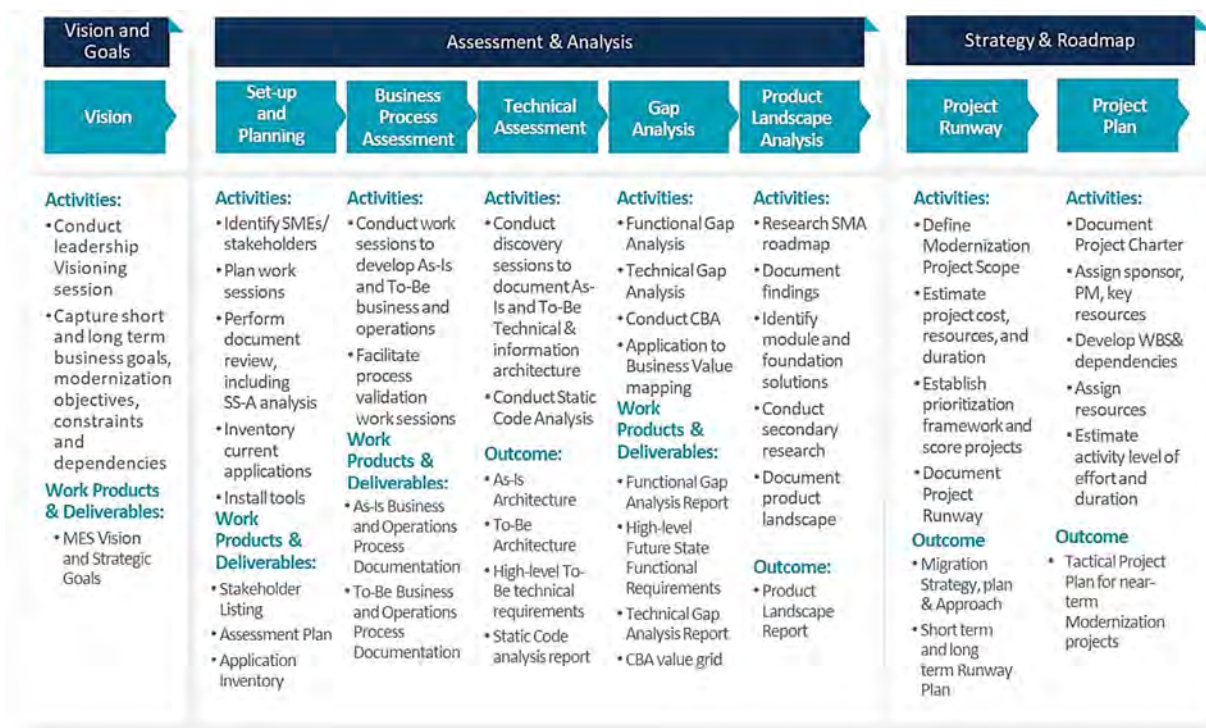 Vision and
Goals
Assessment & Analysis
Strategy & Roadmap
Vision
Set-up
and
Planning
Business
Process
Assessment
Technical
Assessment
Gap
Analysis
Product
Landscape
Analysis
Project
Runway
Project
Plan
Activities:
•Conduct
leadership
Visioning
session
•Capture short
and long term
business goals,
modernization
objectives,
constraints
and
dependencies
Work Products
& Deliverables:
• MES Vision
and Strategic
Goals
Activities:
•Identify SMEs/
stakeholders
•Plan work
sessions
•Perform
document
review,
including
SS-A analysis
•Inventory
current
applications
•Install tools
Work
Products &
Deliverables:
•Stakeholder
Listing
•Assessment Plan
•Application
Inventory
Activities:
•Conduct work
sessions to
develop As-Is
and To-Be
business and
operations
•Facilitate
process
validation
work sessions
Work
Products &
Deliverables:
•As-Is Business
and Operations
Process
Documentation
•To-Be Business
and Operations
Process
Documentation
Activities:
•Conduct
discovery
sessions to
document As-
Is and To-Be
Technical &
information
architecture
•Conduct Static
Code Analysis
Outcome:
•As-Is
Architecture
•To-Be
Architecture
•High-level To-
Be technical
requirements
•Static Code
analysis report
Activities:
•Functional Gap
Analysis
•Technical Gap
Analysis
•Conduct CBA
•Application to
Business Value
mapping
Work
Products &
Deliverables:
•Functional Gap
Analysis Report
•High-level
Future State
Functional
Requirements
•Technical Gap
Analysis Report
•CBA value grid
Activities:
•Research SMA
roadmap
•Document
findings
•Identify
module and
foundation
solutions
•Conduct
secondary
research
•Document
product
landscape
Outcome:
•Product
Landscape
Report
Activities:
•Define
Modernization
Project Scope
•Estimate
project cost,
resources, and
duration
•Establish
prioritization
framework and
score projects
•Document
Project
Runway
Outcome
•Migration
Strategy, plan
& Approach
•Short term
and long
term Runway
Plan
Activities:
•Document
Project Charter
•Assign sponsor,
PM, key
resources
•Develop WBS&
dependencies
•Assign
resources
•Estimate
activity level of
effort and
duration
Outcome
• Tactical Project
Plan for near-
term
Modernization
projects